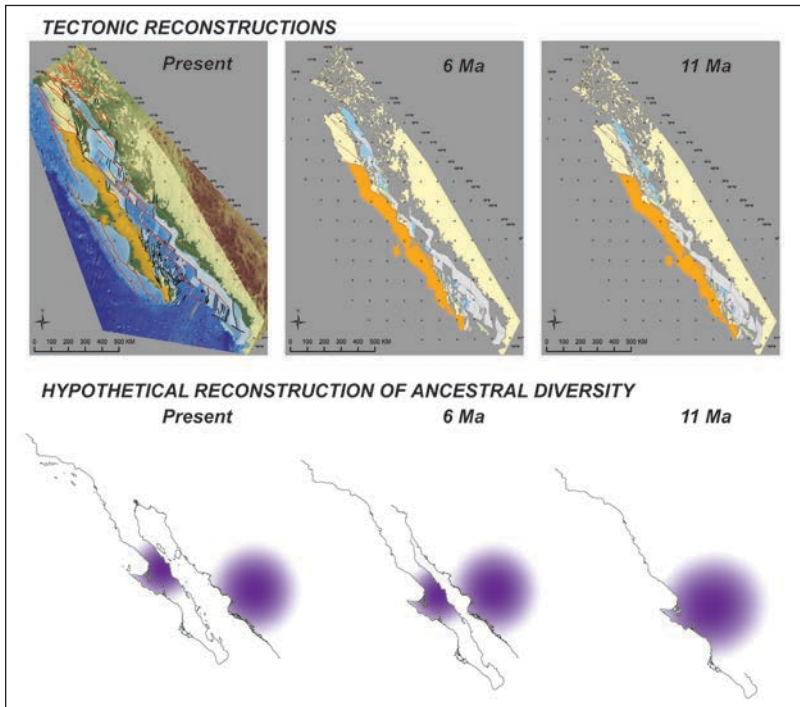 TECTONIC RECONSTRUCTIONS
Present
6 Ma
11 Ma
0 100 200 300 400 500 KM
0 100 200 300 400 500 KM
0 100 200 300 400 500 KM
HYPOTHETICAL RECONSTRUCTION OF ANCESTRAL DIVERSITY
Present
6 Ma
11 Ma